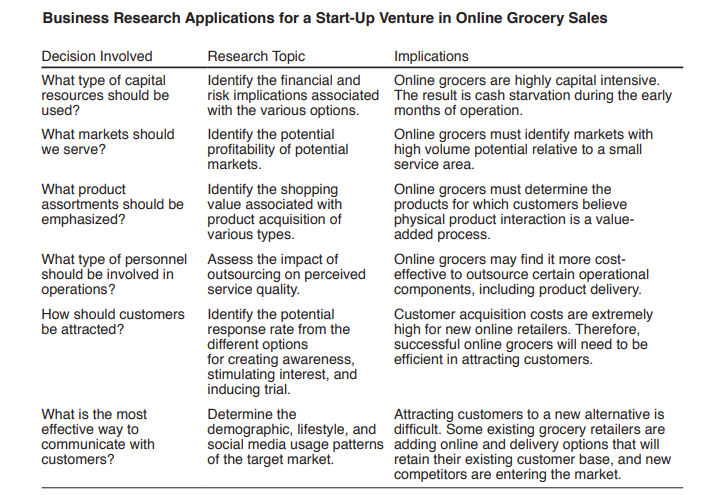 Business Research Applications for a Start-Up Venture in Online Grocery Sales
Decision Involved Research Topic Implications
What type of capital Identify the financial and Online grocers are highly capital intensive.
resources should be risk implications associated The result is cash starvation during the early
used? with the various options. months of operation.
What markets should Identify the potential Online grocers must identify markets with
we serve? profitability of potential high volume potential relative to a small
markets. service area.
What product Identify the shopping Online grocers must determine the
assortments should be value associated with products for which customers believe
emphasized? product acquisition of physical product interaction is a value-
various types. added process.
What type of personnel Assess the impact of Online grocers may find it more cost-
should be involved in outsourcing on perceived effective to outsource certain operational
operations? service quality. components, including product delivery.
How should customers Identify the potential Customer acquisition costs are extremely
be attracted? response rate from the high for new online retailers. Therefore,
different options successful online grocers will need to be
for creating awareness, efficient in attracting customers.
stimulating interest, and
inducing trial.
What is the most Determine the Attracting customers to a new alternative is
effective way to demographic, lifestyle, and difficult. Some existing grocery retailers are
communicate with social media usage patterns adding online and delivery options that will
customers? of the target market. retain their existing customer base, and new
competitors are entering the market.